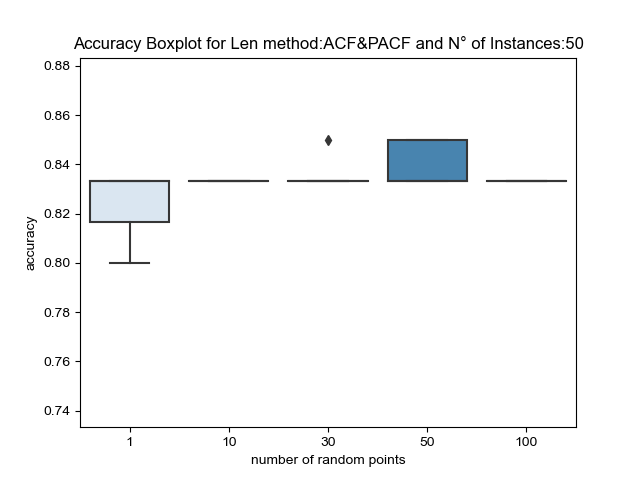 Accuracy Boxplot for Len method:ACF&PACF and N° of Instances:50
0.88
0.86
0.84
0.82
0.80
0.78
0.76
0.74
accuracy
1 10 30 50 100
number of random points